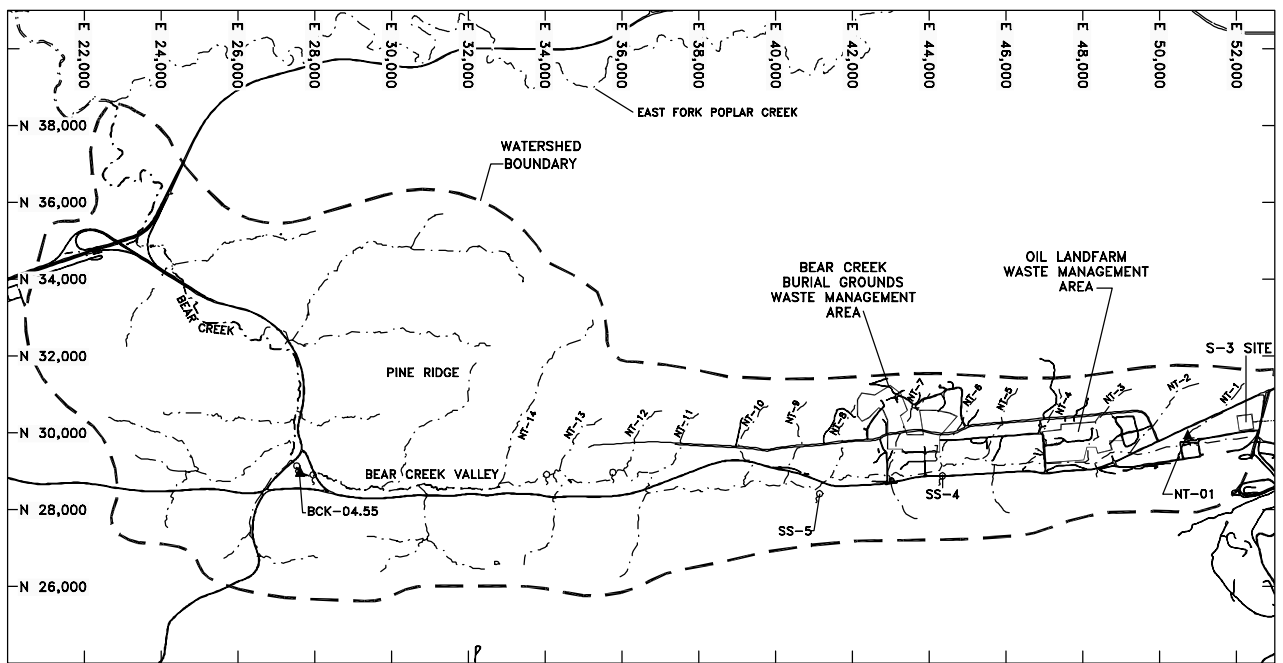 E 22,000
E 24,000
E 26,000
E 28,000
E 30,000
E 32,000
E 34,000
E 36,000
E 38,000
E 40,000
E 42,000
E 44,000
E 46,000
E 48,000
E 50,000
E 52,000
N 38,000
N 36,000
N 34,000
N 32,000
N 30,000
N 28,000
N 26,000
EAST FORK POPLAR CREEK
WATERSHED
BOUNDARY
BEAR CREEK
BURIAL GROUNDS
WASTE MANAGEMENT
AREA
OIL LANDFARM
WASTE MANAGEMENT
AREA
S-3 SITE
BEAR
CREEK
PINE RIDGE
NT-14
NT-13
NT-12
NT-11
NT-10
NT-9
NT-8
NT-7
NT-6
NT-5
NT-4
NT-3
NT-2
NT-1
BEAR CREEK VALLEY
BCK-04.55
SS-5
SS-4
NT-01